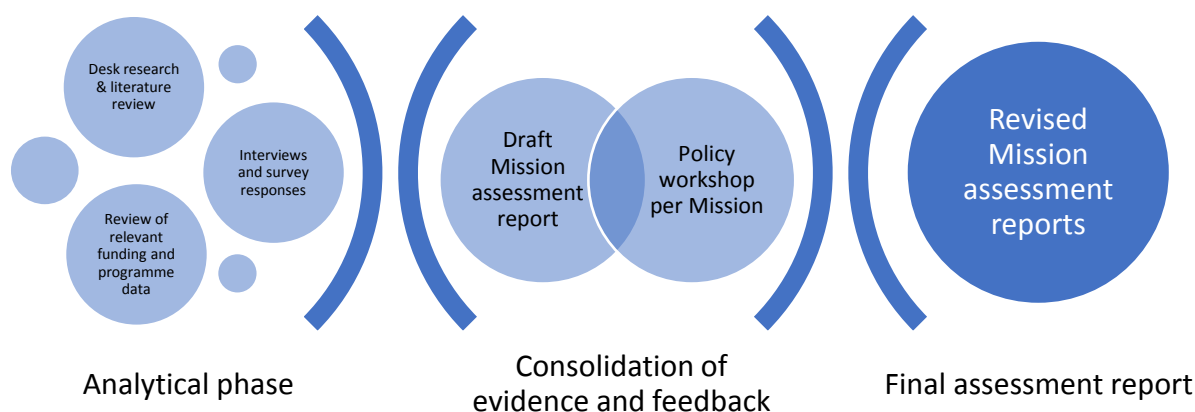 Desk research
& literature
review
Interviews
and survey
responses
Review of
relevant
funding and
programme
data
Analytical phase
Draft
Mission
assessment
report
Policy
workshop
per Mission
Consolidation of
evidence and feedback
Revised
Mission
assessment
reports
Final assessment report